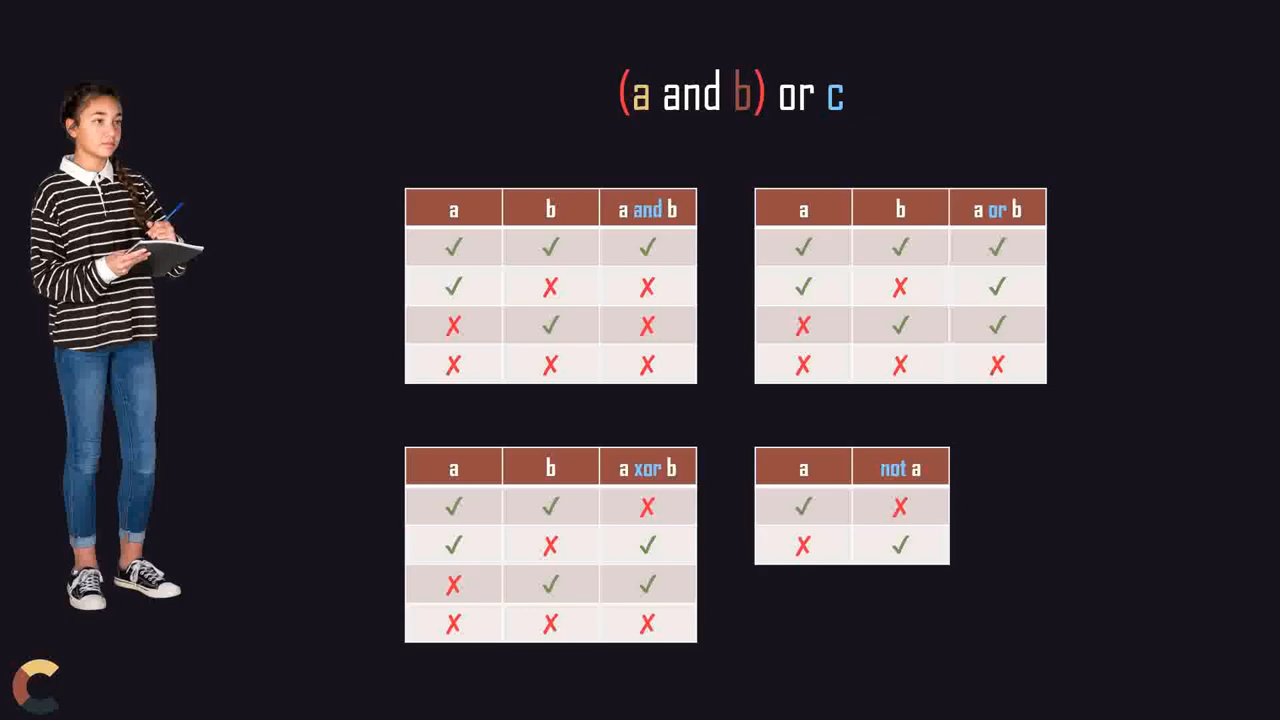 (a and b) or c
a b a and b
✓ ✓ ✓
✓ ✗ ✗
✗ ✓ ✗
✗ ✗ ✗
a b a or b
✓ ✓ ✓
✓ ✗ ✓
✗ ✓ ✓
✗ ✗ ✗
a b a xor b
✓ ✓ ✗
✓ ✗ ✓
✗ ✓ ✓
✗ ✗ ✗
a not a
✓ ✗
✗ ✓